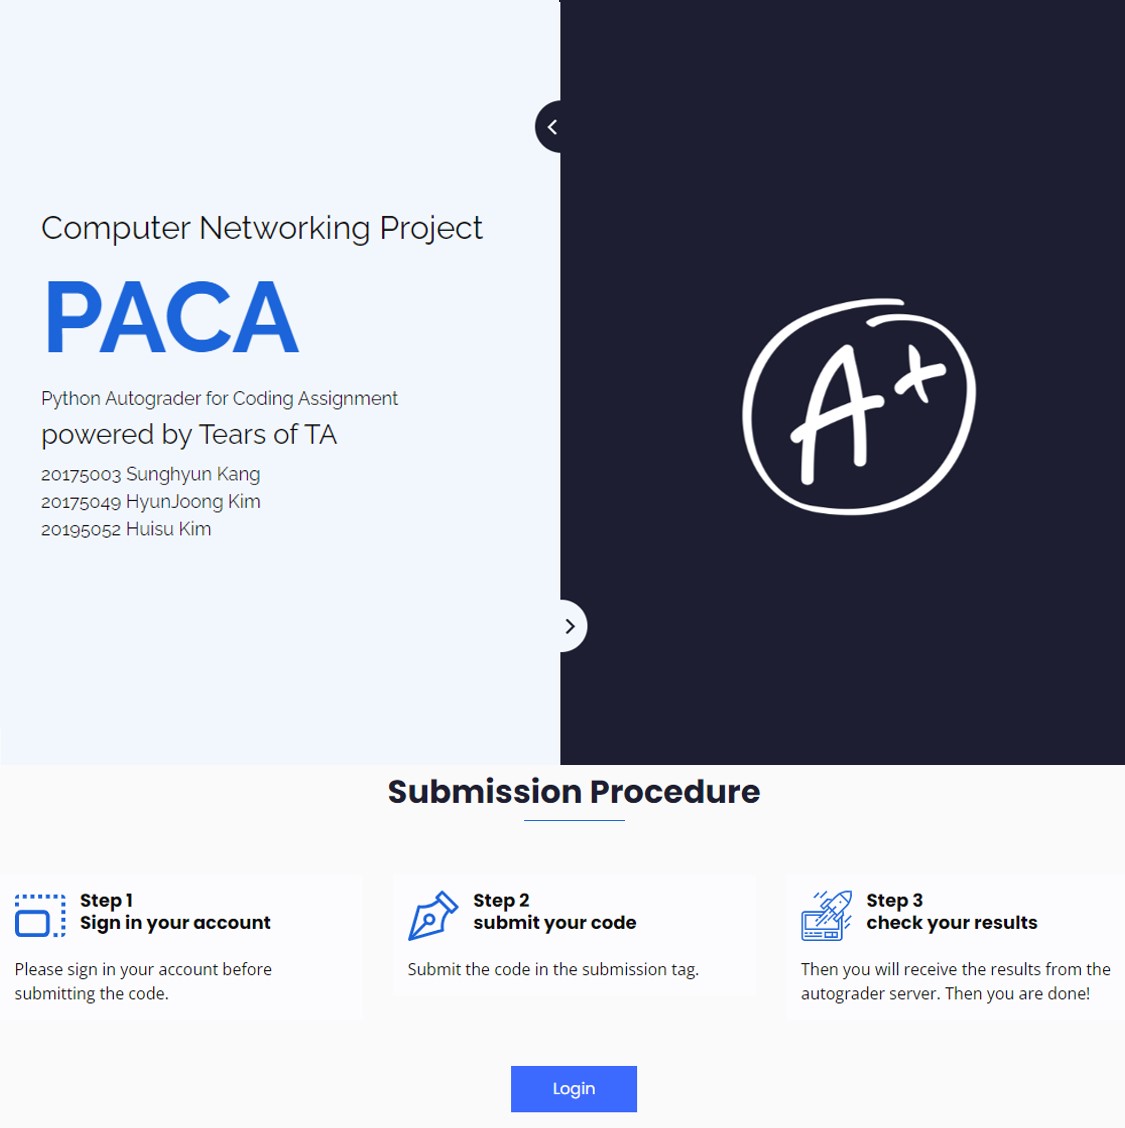 Computer Networking Project
PACA
Python Autograder for Coding Assignment
powered by Tears of TA
20175003 Sunghyun Kang
20175049 HyunJoong Kim
20195052 Huisu Kim
A+
Submission Procedure
Step 1
Sign in your account
Please sign in your account before
submitting the code.
Step 2
submit your code
Submit the code in the submission tag.
Step 3
check your results
Then you will receive the results from the
autograder server. Then you are done!
Login